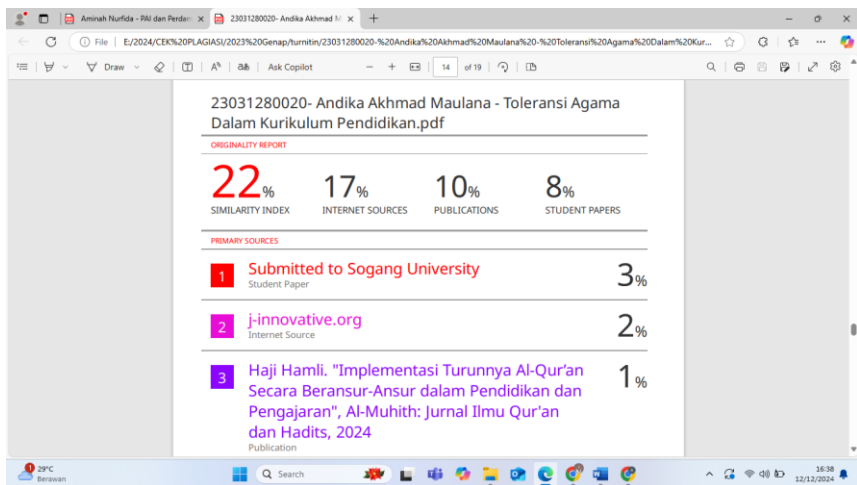 Aminah Nurfida - PAI dan Perdam
23031280020- Andika Akhmad M
File
E:/2024/CEK%20PLAGIASI/2023%20Genap/turnitin/23031280020-%20Andika%20Akhmad%20Maulana%20-%20Toleransi%20Agama%20Dalam%20Kur...
Draw
Ask Copilot
14
of 19
23031280020- Andika Akhmad Maulana - Toleransi Agama
Dalam Kurikulum Pendidikan.pdf
ORIGINALITY REPORT
22% 17% 10% 8%
SIMILARITY INDEX INTERNET SOURCES PUBLICATIONS STUDENT PAPERS
PRIMARY SOURCES
1 Submitted to Sogang University 3%
Student Paper
2 j-innovative.org 2%
Internet Source
3 Haji Hamli. "Implementasi Turunnya Al-Qur'an 1%
Secara Beransur-Ansur dalam Pendidikan dan
Pengajaran", Al-Muhith: Jurnal Ilmu Qur'an
dan Hadits, 2024
Publication
1
29°C
Berawan
Search
16:38
12/12/2024